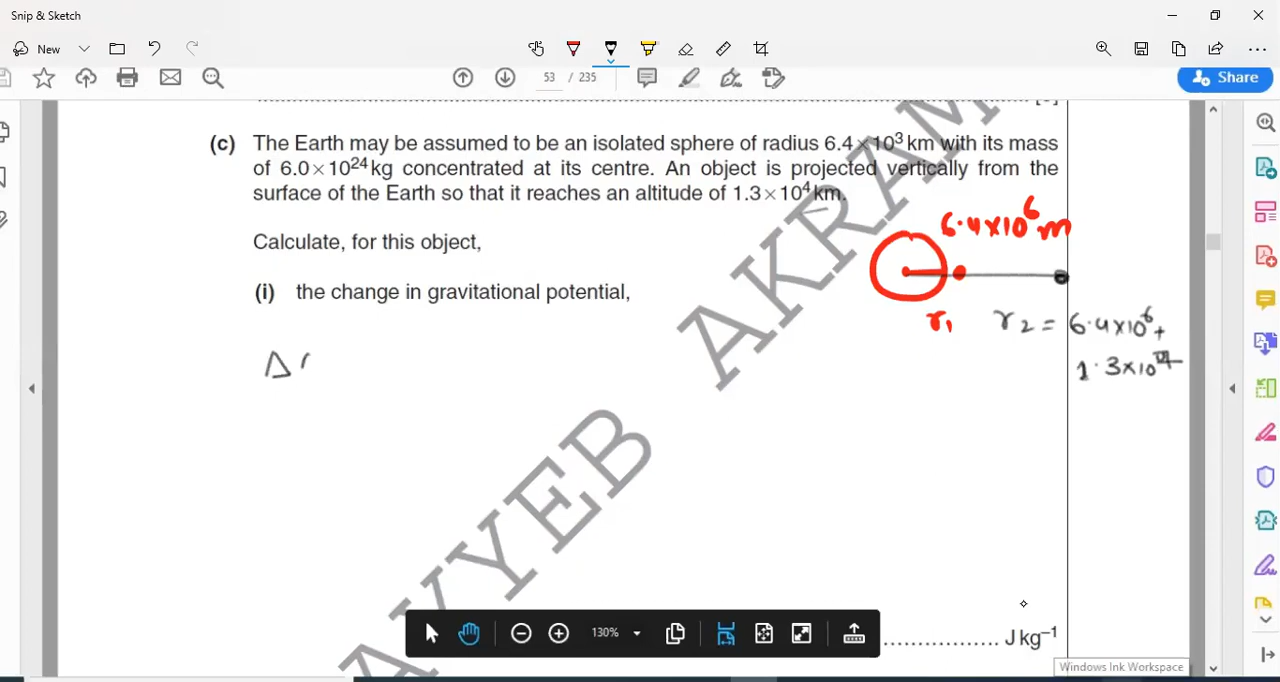 Snip & Sketch
New
53 / 235
Share
(c) The Earth may be assumed to be an isolated sphere of radius 6.4×10³ km with its mass
of 6.0×10²⁴ kg concentrated at its centre. An object is projected vertically from the
surface of the Earth so that it reaches an altitude of 1.3×10⁴ km.
6.4×10⁶m
Calculate, for this object,
(i) the change in gravitational potential,
r₁
r₂ = 6.4×10⁶+
1.3×10
Δ
AYYEB AKRAM
130%
J kg⁻¹
Windows Ink Workspace